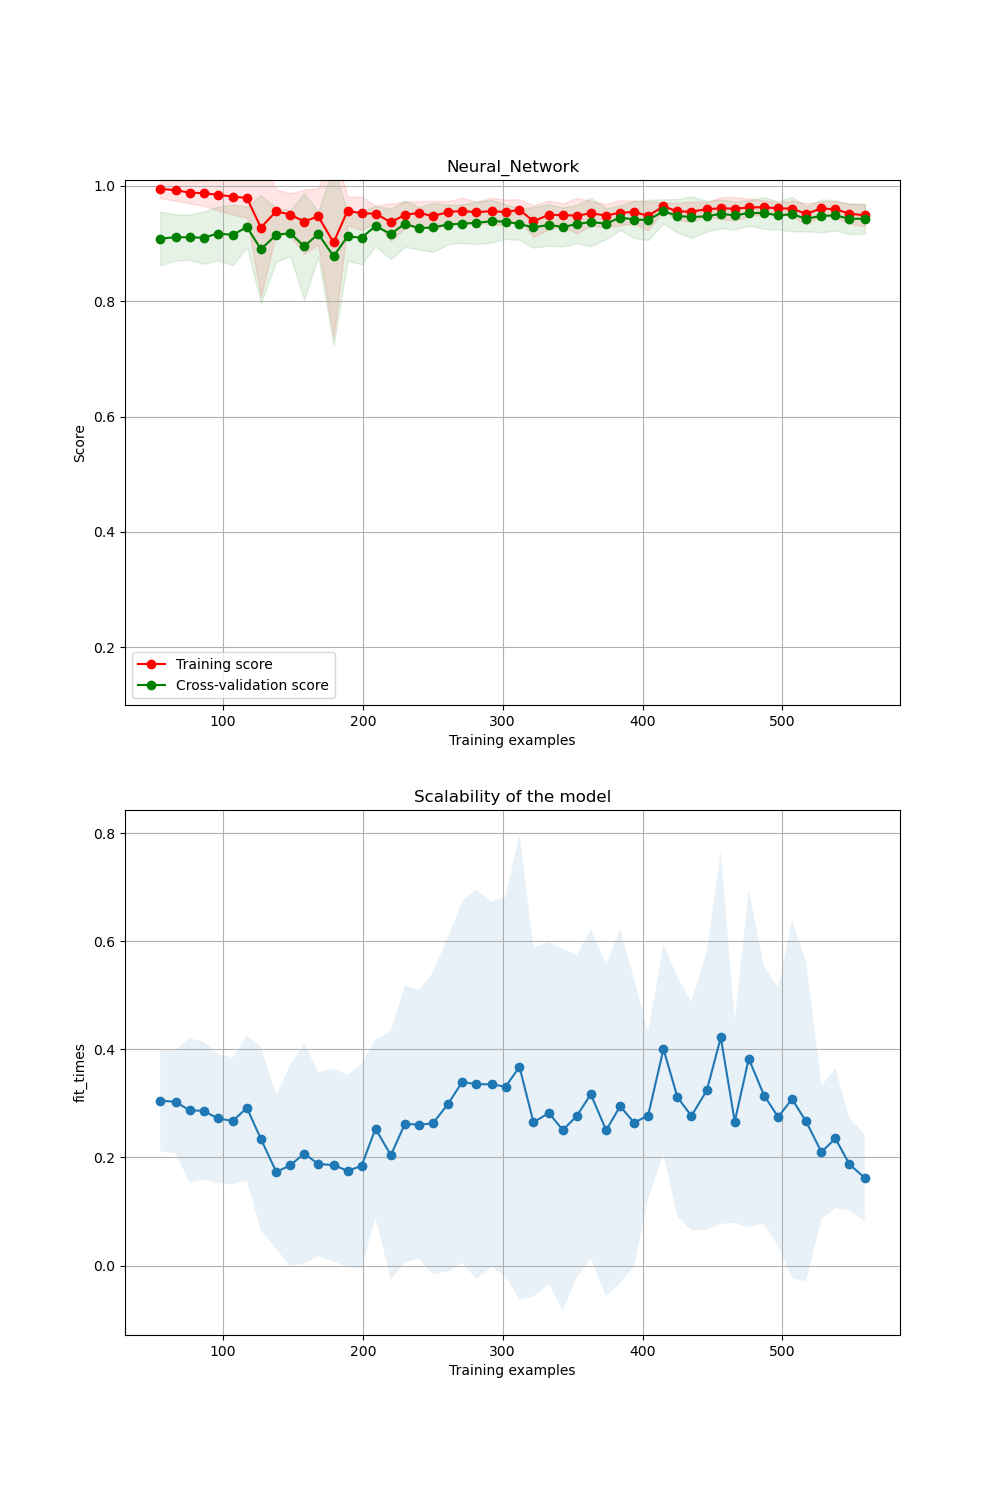 Neural_Network
1.0
0.8
0.6
0.4
0.2
Score
Training score
Cross-validation score
100 200 300 400 500
Training examples
Scalability of the model
0.8
0.6
0.4
0.2
0.0
fit_times
100 200 300 400 500
Training examples